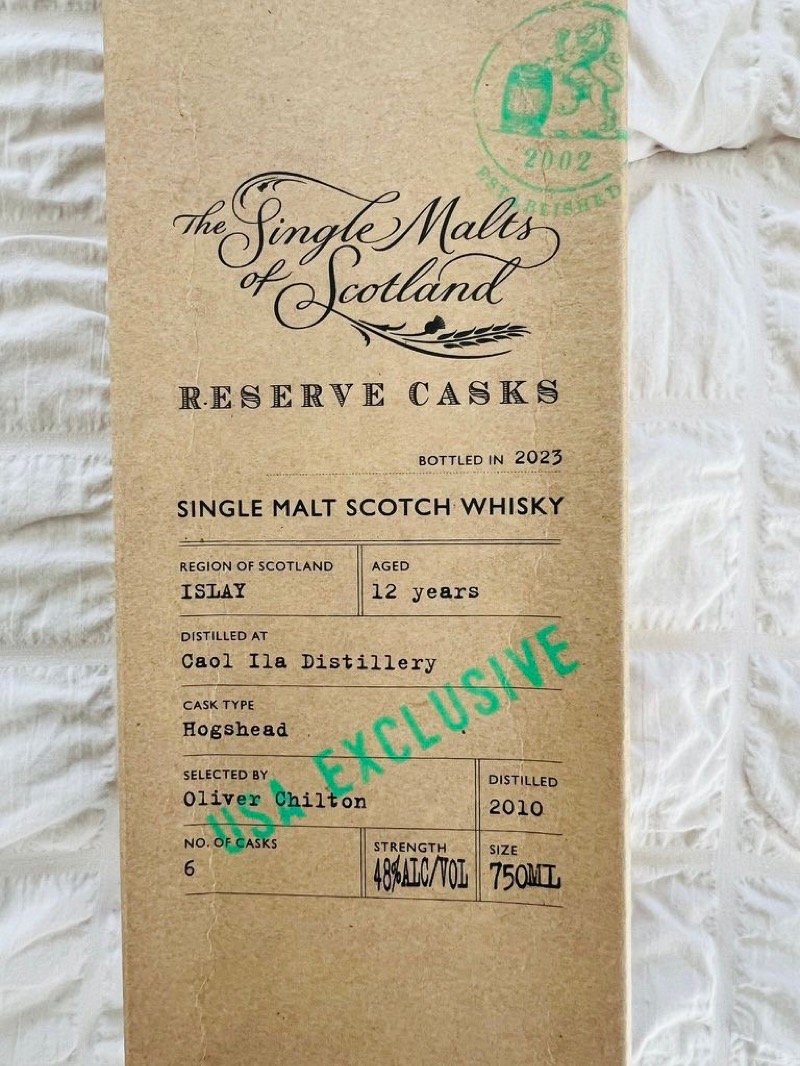 2002
ESTABLISHED
The Single Malts
of Scotland
RESERVE CASKS
BOTTLED IN 2023
SINGLE MALT SCOTCH WHISKY
REGION OF SCOTLAND AGED
ISLAY 12 years
DISTILLED AT
Caol Ila Distillery
CASK TYPE
Hogshead
USA EXCLUSIVE
SELECTED BY DISTILLED
Oliver Chilton 2010
NO. OF CASKS STRENGTH SIZE
6 48%ALC/VOL 750ML